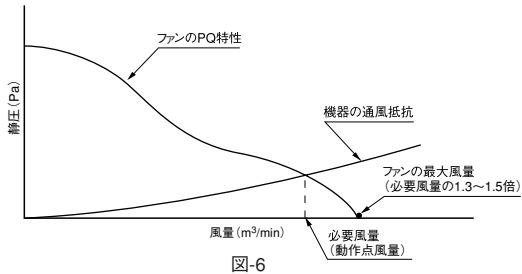 ファンのPQ特性
静圧(Pa)
機器の通風抵抗
ファンの最大風量
(必要風量の1.3〜1.5倍)
風量(m³/min)
必要風量
(動作点風量)
図-6